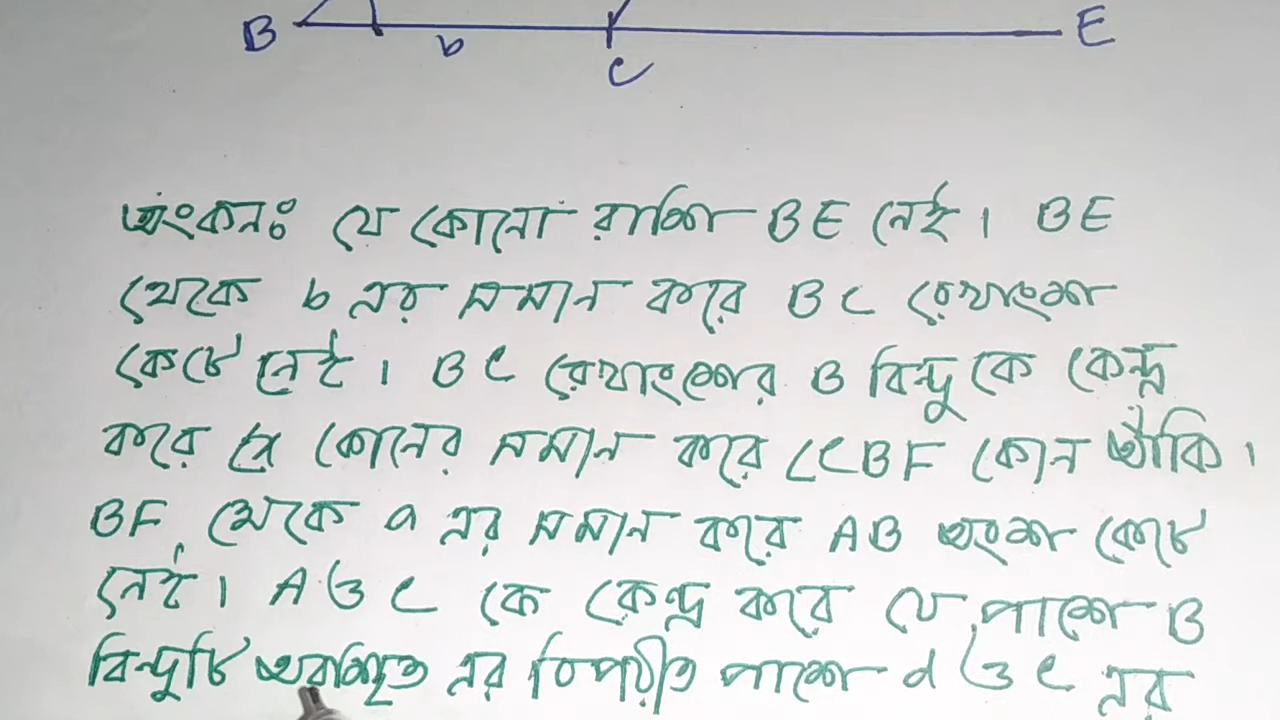 B b C E
অংকনঃ যে কোনো রাশি BE নেই। BE
থেকে b এর সমান করে BC রেখাংশ
কেটে নেই। BC রেখাংশের B বিন্দু কে কেন্দ্র
করে x কোনের সমান করে ∠CBF কোন আঁকি।
BF থেকে a এর সমান করে AB অংশ কেটে
নেই। A ও C কে কেন্দ্র করে যে পাশে B
বিন্দুটি অবস্থিত এর বিপরীত পাশে d ও c এর